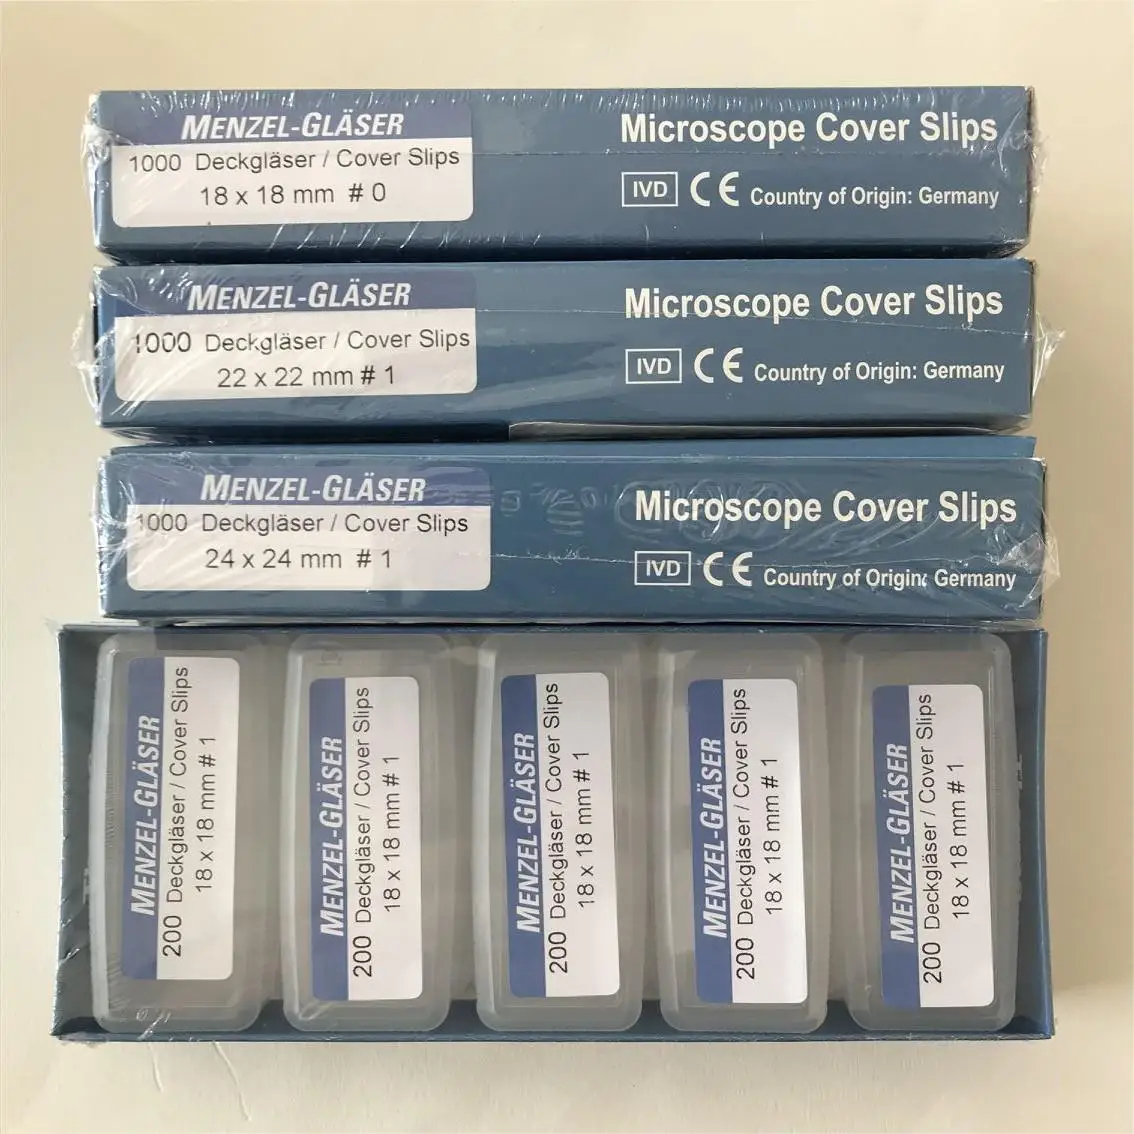 MENZEL-GLÄSER
1000 Deckgläser / Cover Slips
18 x 18 mm # 0
Microscope Cover Slips
IVD CE Country of Origin: Germany
MENZEL-GLÄSER
1000 Deckgläser / Cover Slips
22 x 22 mm # 1
Microscope Cover Slips
IVD CE Country of Origin: Germany
MENZEL-GLÄSER
1000 Deckgläser / Cover Slips
24 x 24 mm # 1
Microscope Cover Slips
IVD CE Country of Origin: Germany
MENZEL-GLÄSER
200 Deckgläser / Cover Slips
18 x 18 mm # 1
MENZEL-GLÄSER
200 Deckgläser / Cover Slips
18 x 18 mm # 1
MENZEL-GLÄSER
200 Deckgläser / Cover Slips
18 x 18 mm # 1
MENZEL-GLÄSER
200 Deckgläser / Cover Slips
18 x 18 mm # 1
MENZEL-GLÄSER
200 Deckgläser / Cover Slips
18 x 18 mm # 1